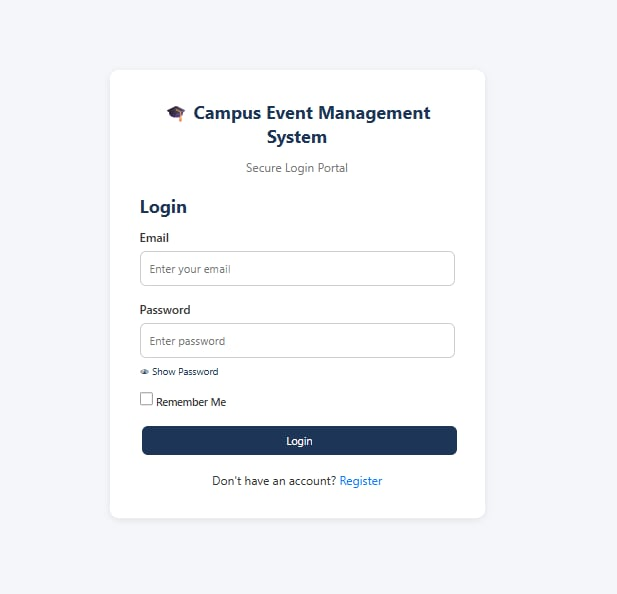 🎓 Campus Event Management
System
Secure Login Portal
Login
Email
Enter your email
Password
Enter password
👁 Show Password
Remember Me
Login
Don't have an account? Register